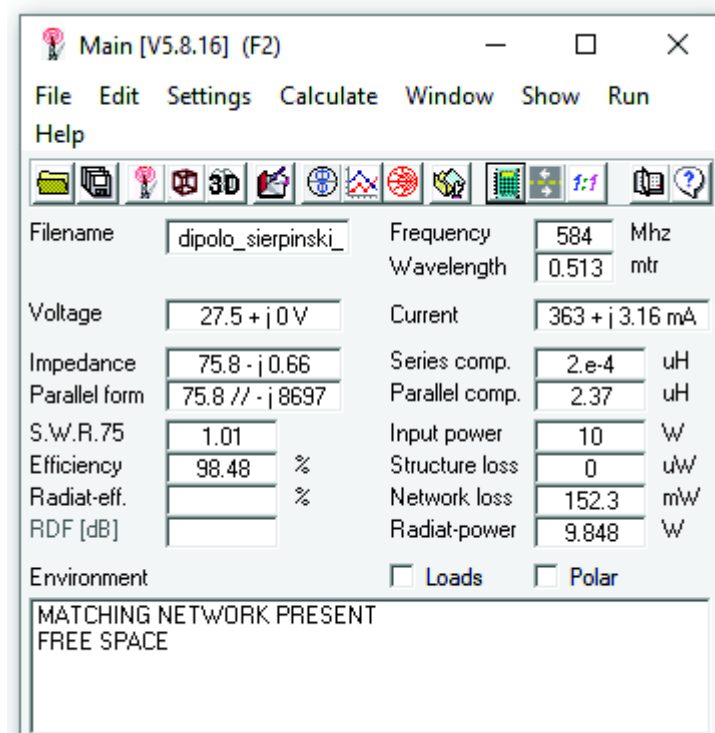 Main [V5.8.16] (F2)
File Edit Settings Calculate Window Show Run
Help
3D 1:1 ?
Filename dipolo_sierpinski_ Frequency 584 Mhz
Wavelength 0.513 mtr
Voltage 27.5 + j 0 V Current 363 + j 3.16 mA
Impedance 75.8 - j 0.66 Series comp. 2.e-4 uH
Parallel form 75.8 // - j 8697 Parallel comp. 2.37 uH
S.W.R.75 1.01 Input power 10 W
Efficiency 98.48 % Structure loss 0 uW
Radiat-eff. % Network loss 152.3 mW
RDF [dB] Radiat-power 9.848 W
Environment Loads Polar
MATCHING NETWORK PRESENT
FREE SPACE